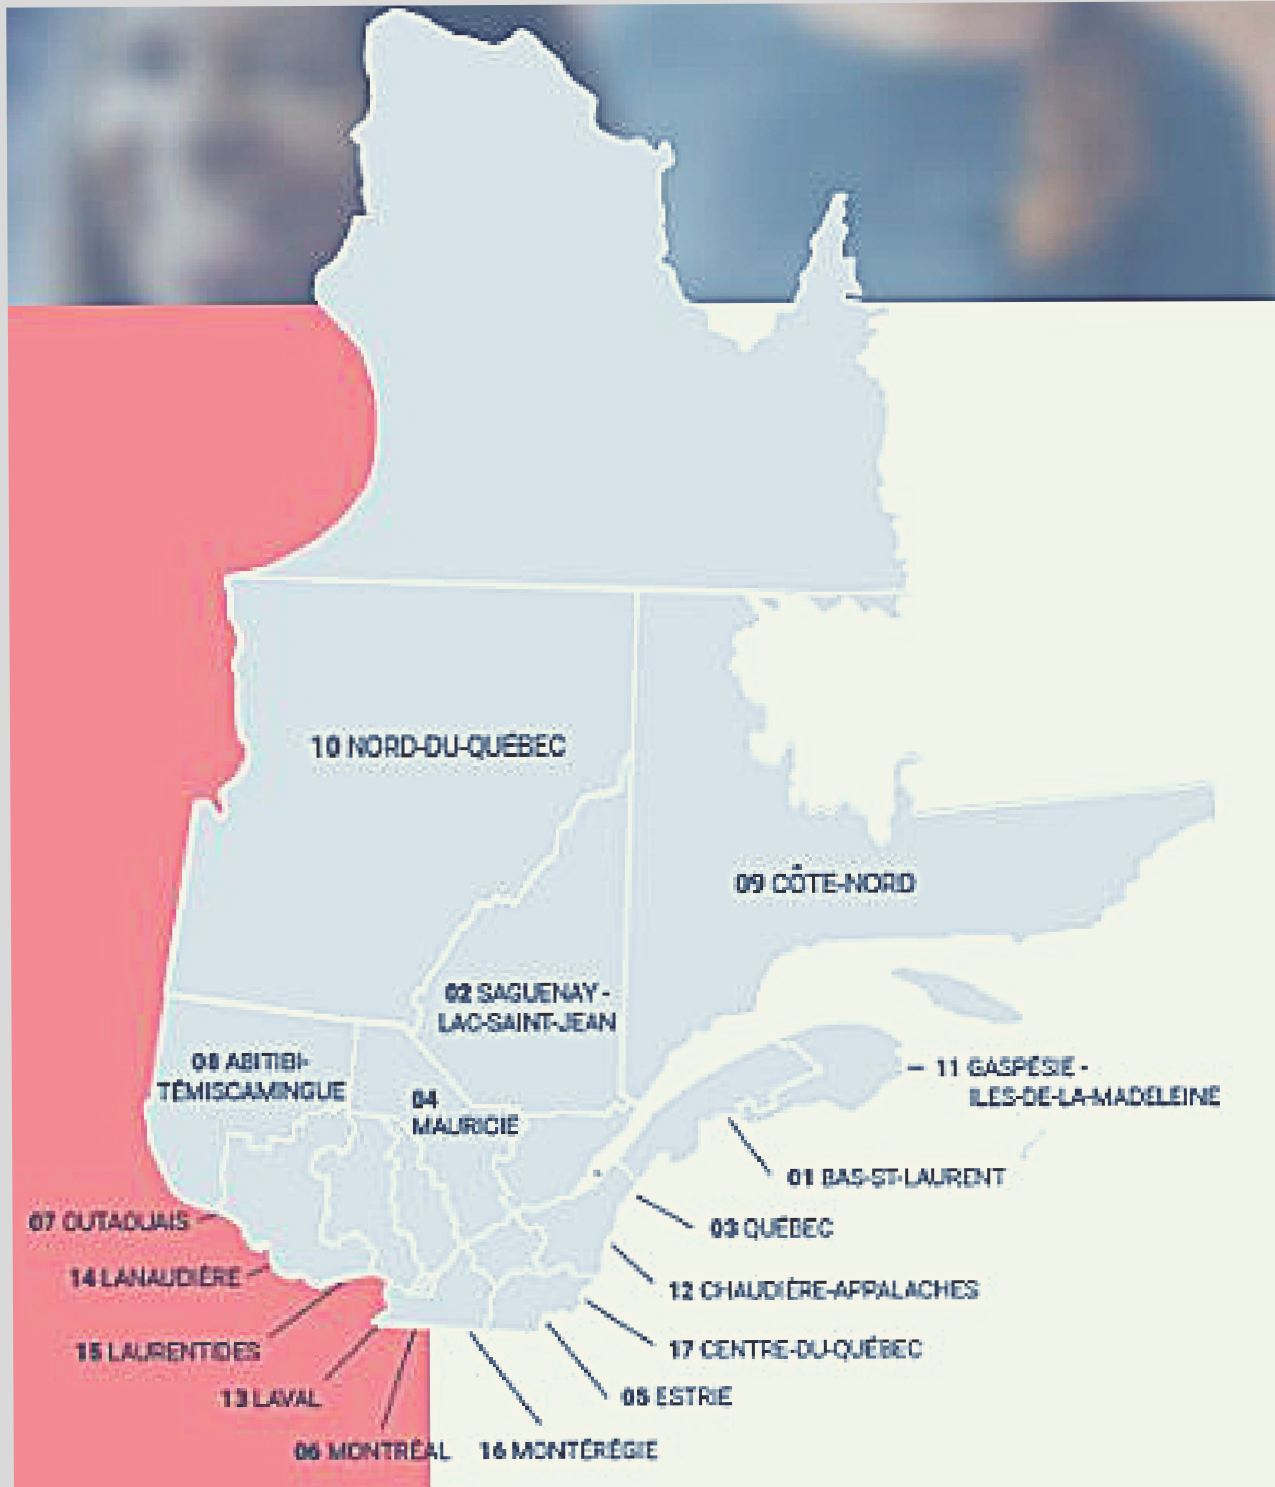 10 NORD-DU-QUÉBEC
09 CÔTE-NORD
02 SAGUENAY -
LAC-SAINT-JEAN
08 ABITIBI-
TÉMISCAMINGUE
04
MAURICIE
11 GASPÉSIE -
ILES-DE-LA-MADELEINE
01 BAS-ST-LAURENT
07 OUTAOUAIS
03 QUÉBEC
14 LANAUDIÈRE
12 CHAUDIÈRE-APPALACHES
15 LAURENTIDES
17 CENTRE-DU-QUÉBEC
13 LAVAL
05 ESTRIE
06 MONTRÉAL
16 MONTÉRÉGIE